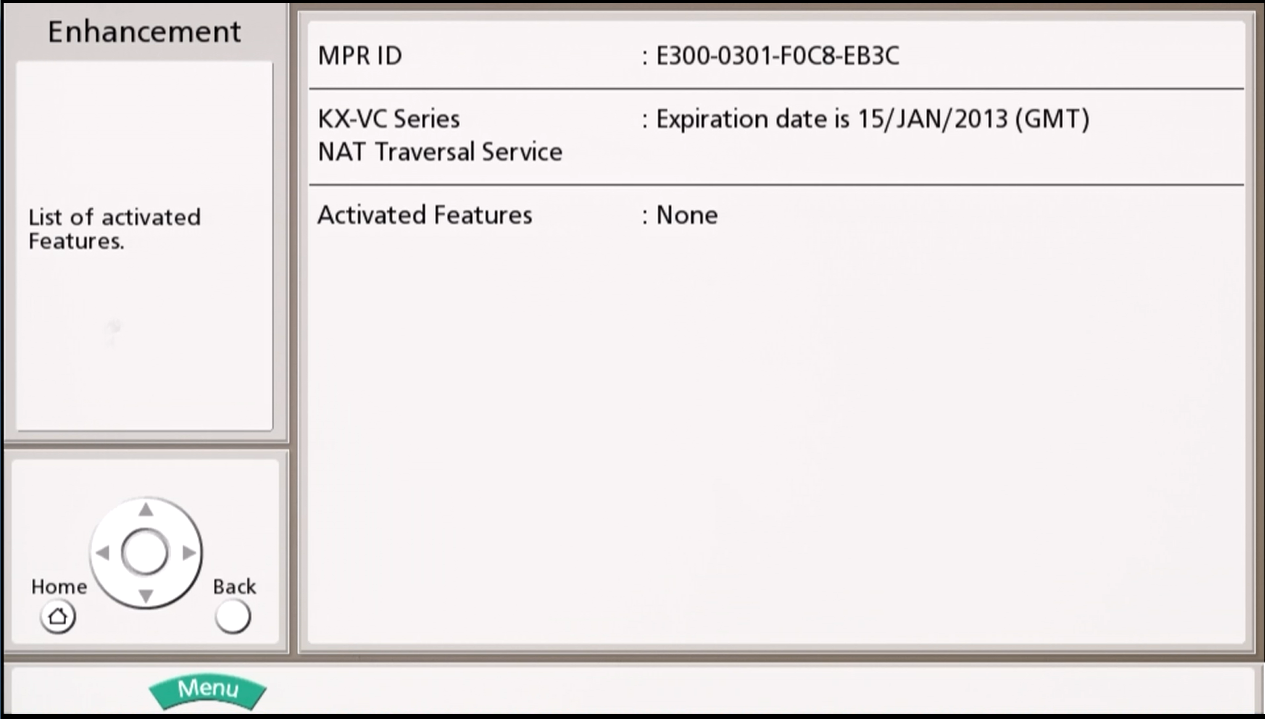 Enhancement
List of activated
Features.
Home
Back
MPR ID : E300-0301-F0C8-EB3C
KX-VC Series : Expiration date is 15/JAN/2013 (GMT)
NAT Traversal Service
Activated Features : None
Menu